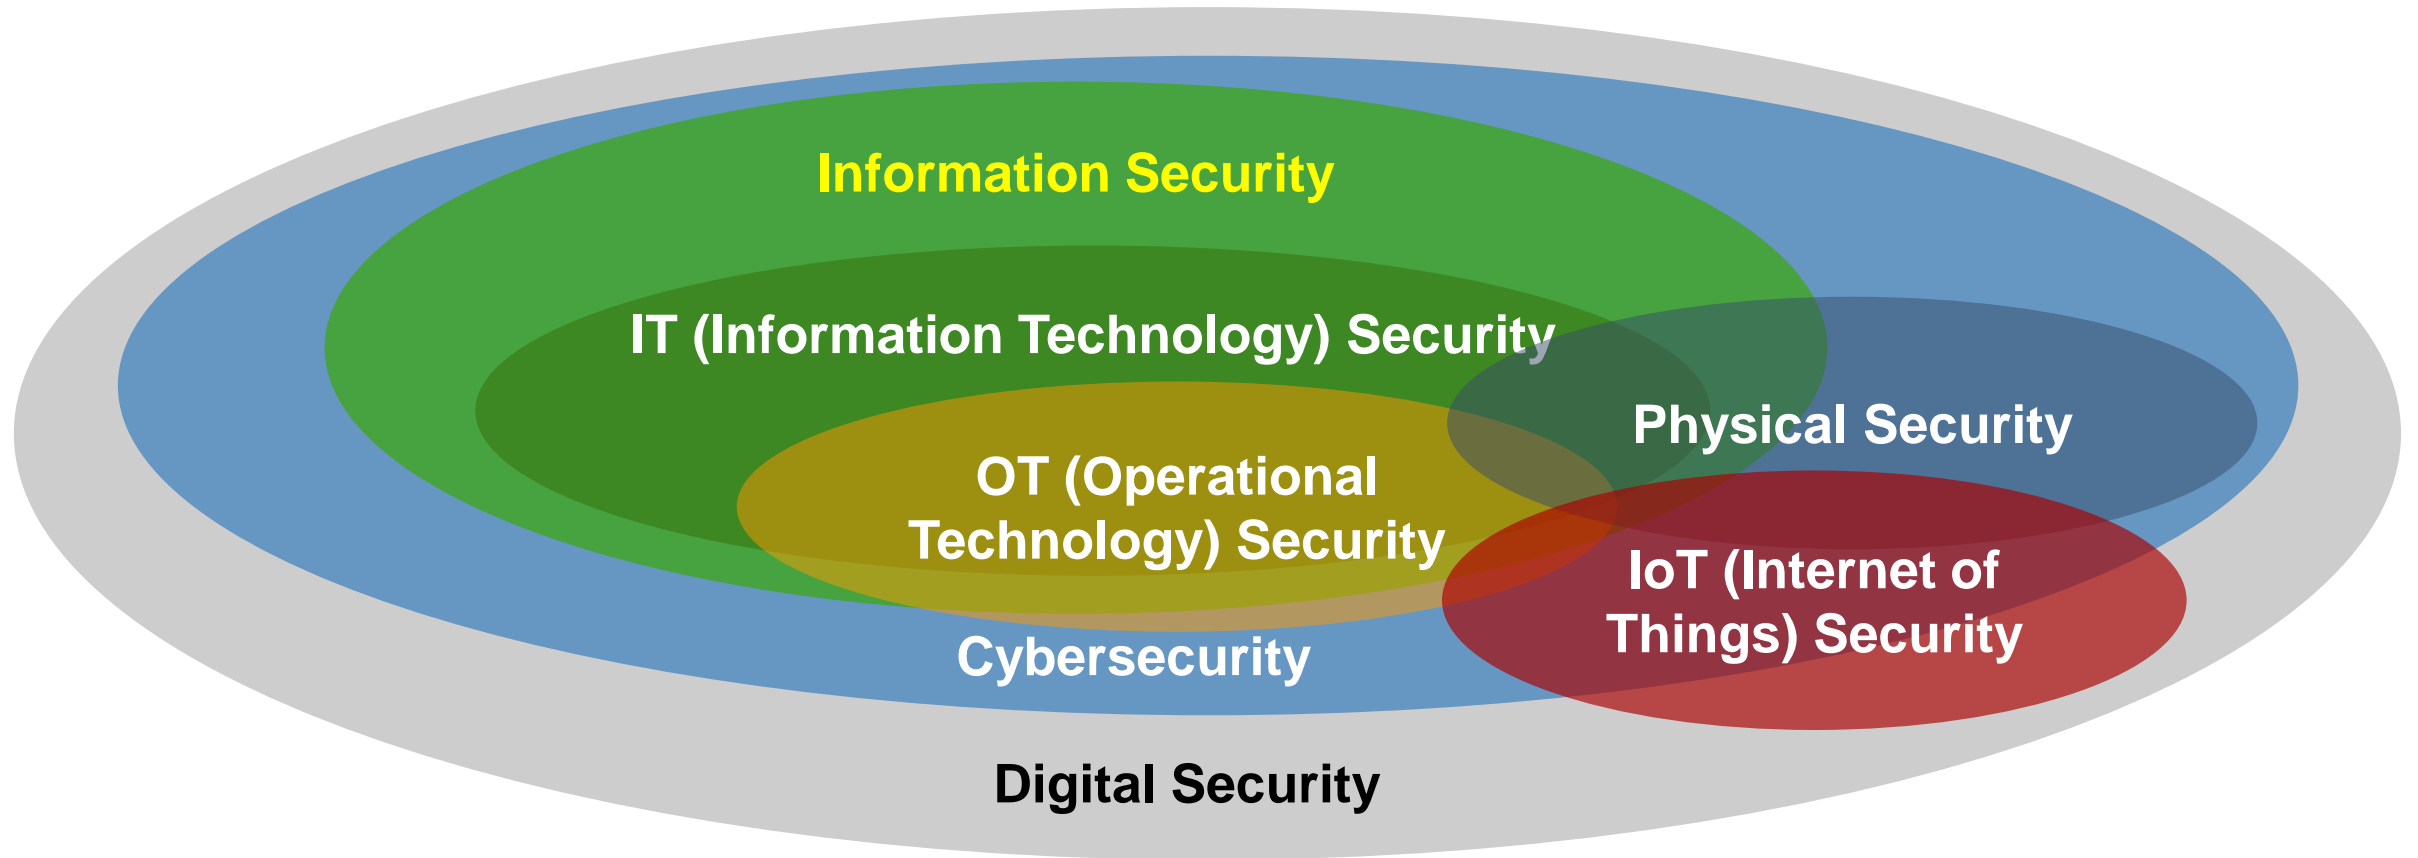 Information Security
IT (Information Technology) Security
Physical Security
OT (Operational
Technology) Security
IoT (Internet of
Things) Security
Cybersecurity
Digital Security